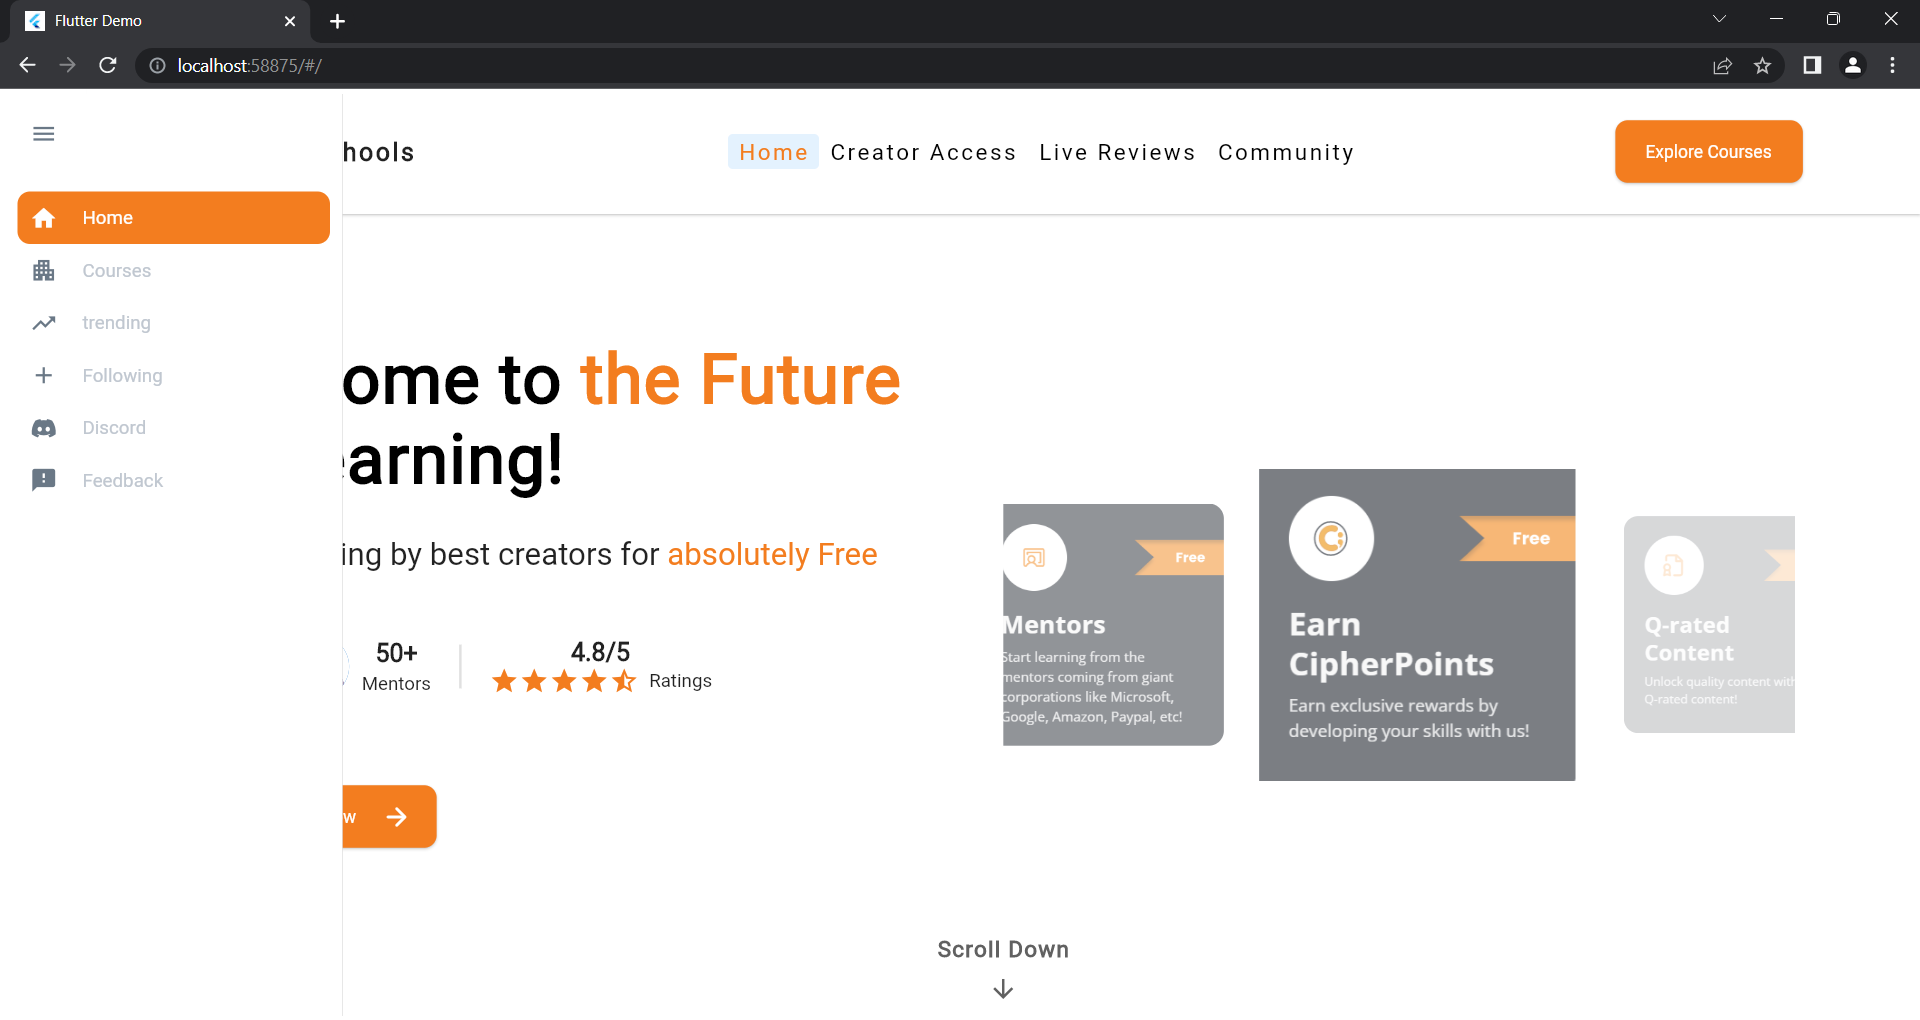 Flutter Demo
localhost:58875/#/
hools
Home Creator Access Live Reviews Community
Explore Courses
Home
Courses
trending
Following
Discord
Feedback
ome to the Future
earning!
ing by best creators for absolutely Free
50+
Mentors
4.8/5
Ratings
w
Free
Mentors
Start learning from the
mentors coming from giant
corporations like Microsoft,
Google, Amazon, Paypal, etc!
Free
Earn
CipherPoints
Earn exclusive rewards by
developing your skills with us!
Q-rated
Content
Unlock quality content with
Q-rated content!
Scroll Down